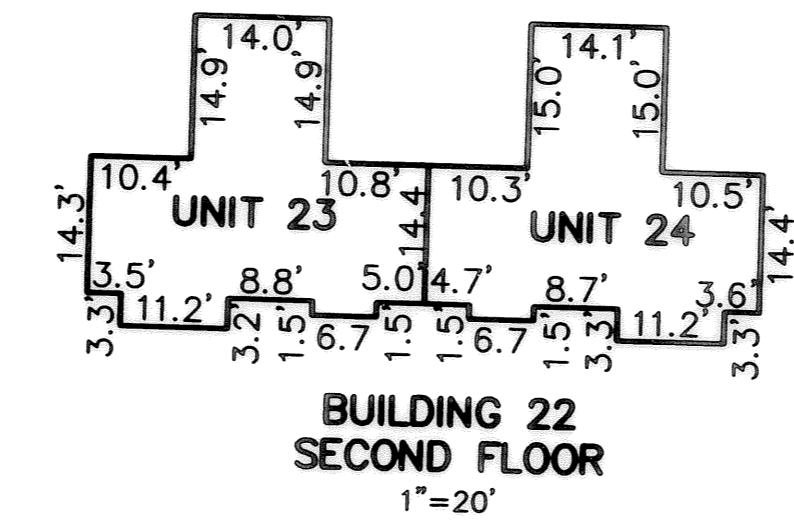 14.0' 14.1'
14.9' 14.9' 15.0' 15.0'
10.4' 10.8' 10.3' 10.5'
14.3' UNIT 23 14.4 UNIT 24 14.4'
3.5' 8.8' 5.0' 4.7' 8.7' 3.6'
3.3' 11.2' 3.2' 1.5' 6.7 1.5' 1.5' 6.7 1.5' 3.3' 11.2' 3.3'
BUILDING 22
SECOND FLOOR
1"=20'